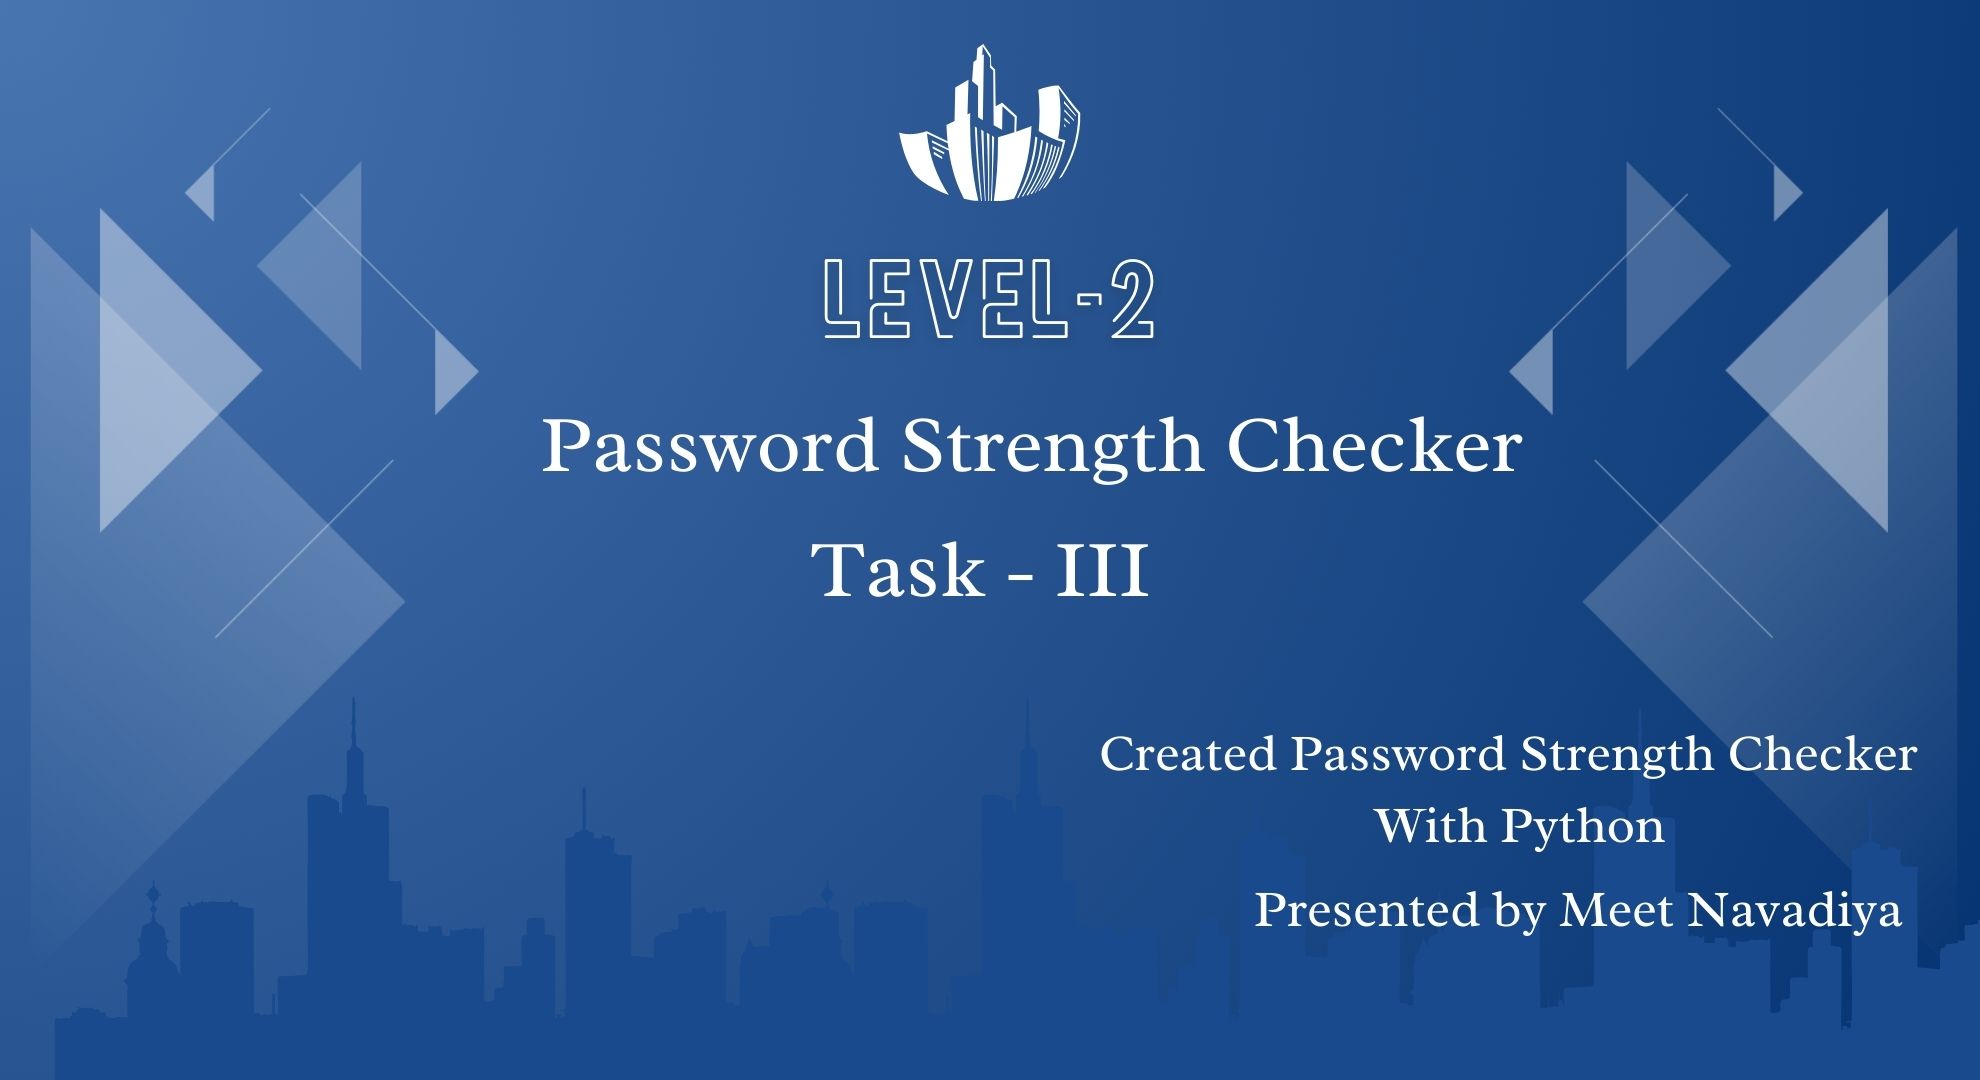 LEVEL-2
Password Strength Checker
Task - III
Created Password Strength Checker
With Python
Presented by Meet Navadiya